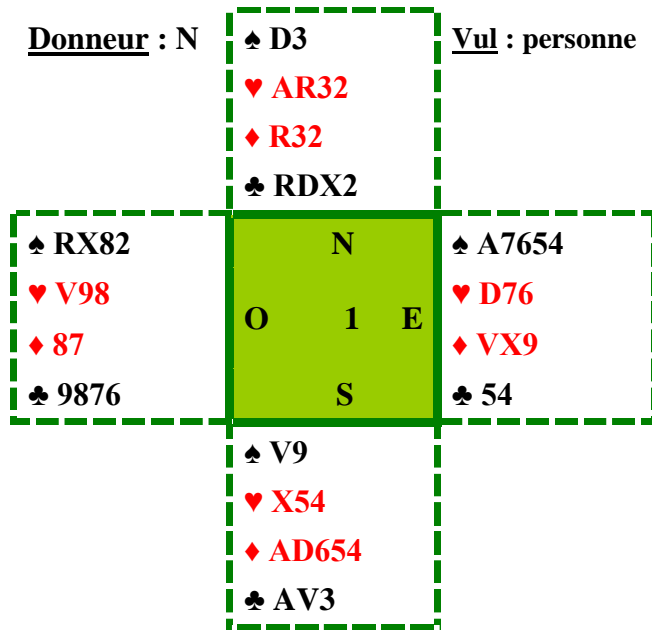 Donneur : N
♠ D3
Vul : personne
♥ AR32
♦ R32
♣ RDX2
♠ RX82
N
♠ A7654
♥ V98
♥ D76
O 1 E
♦ 87
♦ VX9
♣ 9876
S
♣ 54
♠ V9
♥ X54
♦ AD654
♣ AV3